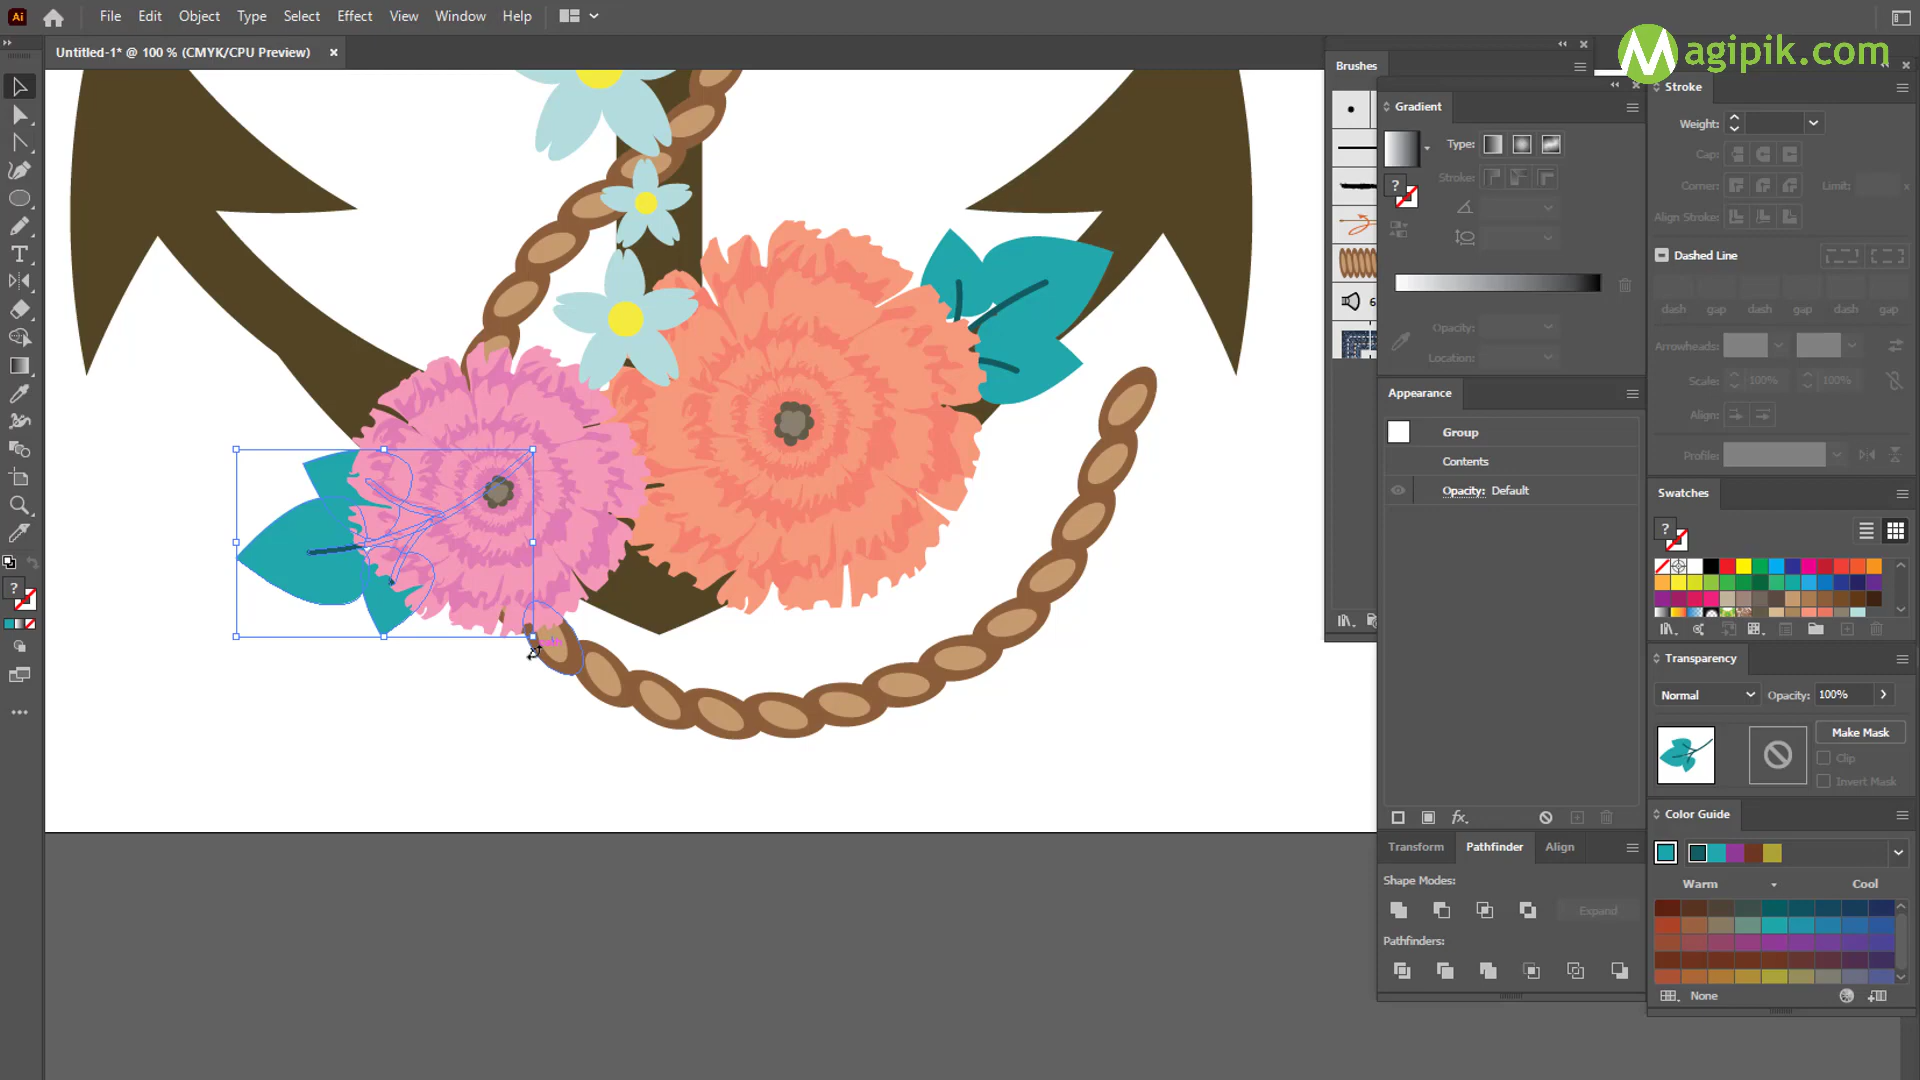 Ai File Edit Object Type Select Effect View Window Help
Magipik.com
Untitled-1* @ 100 % (CMYK/CPU Preview)
Brushes
Gradient
Type:
Stroke:
Opacity:
Location:
6
Appearance
Group
Contents
Opacity: Default
fx.
Transform Pathfinder Align
Shape Modes:
Expand
Pathfinders:
Stroke
Weight:
Cap:
Corner: Limit: x
Align Stroke:
Dashed Line
dash gap dash gap dash gap
Arrowheads:
Scale: 100% 100%
Align:
Profile:
Swatches
Transparency
Normal Opacity: 100%
Make Mask
Clip
Invert Mask
Color Guide
Warm Cool
None